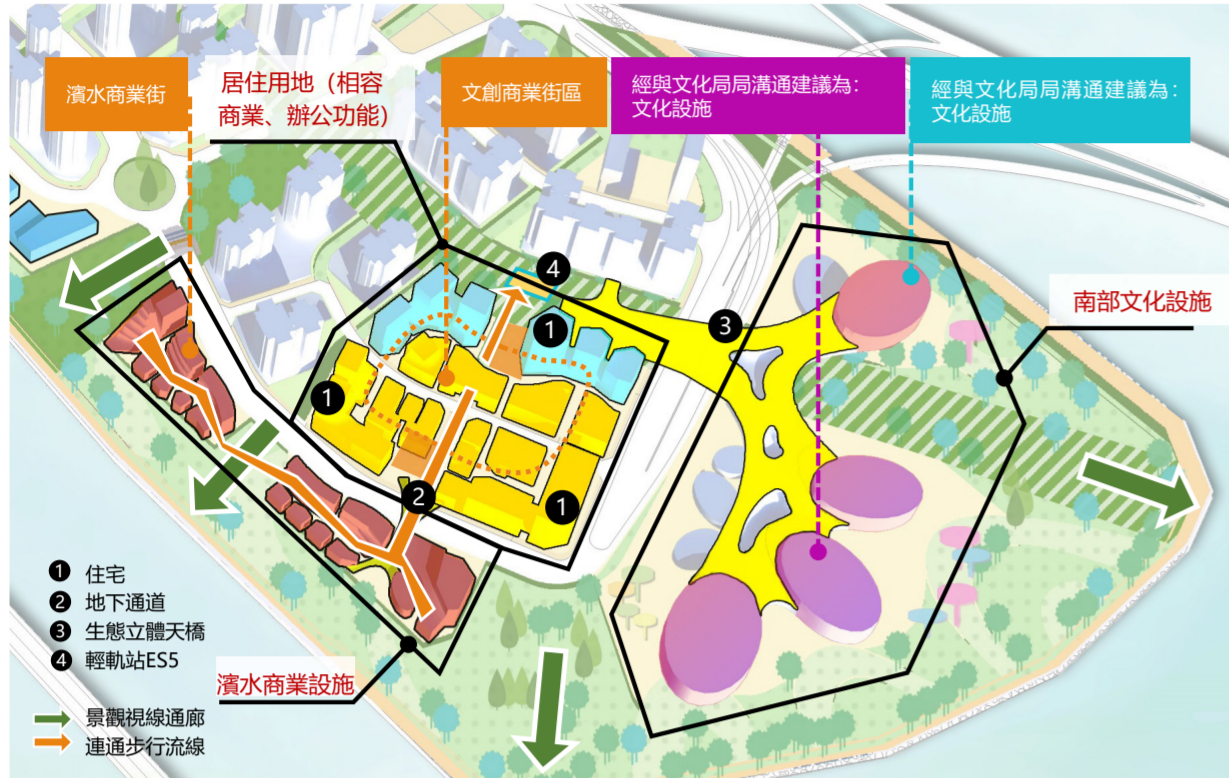 濱水商業街
居住用地（相容
商業、辦公功能）
文創商業街區
經與文化局局溝通建議為：
文化設施
經與文化局局溝通建議為：
文化設施
南部文化設施
濱水商業設施
4
3
1
1
1
2
1 住宅
2 地下通道
3 生態立體天橋
4 輕軌站ES5
景觀視線通廊
連通步行流線